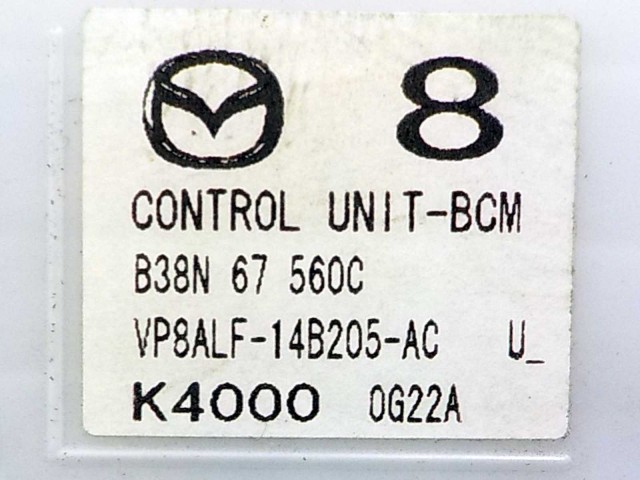 8
CONTROL UNIT-BCM
B38N 67 560C
VP8ALF-14B205-AC U_
K4000 0G22A